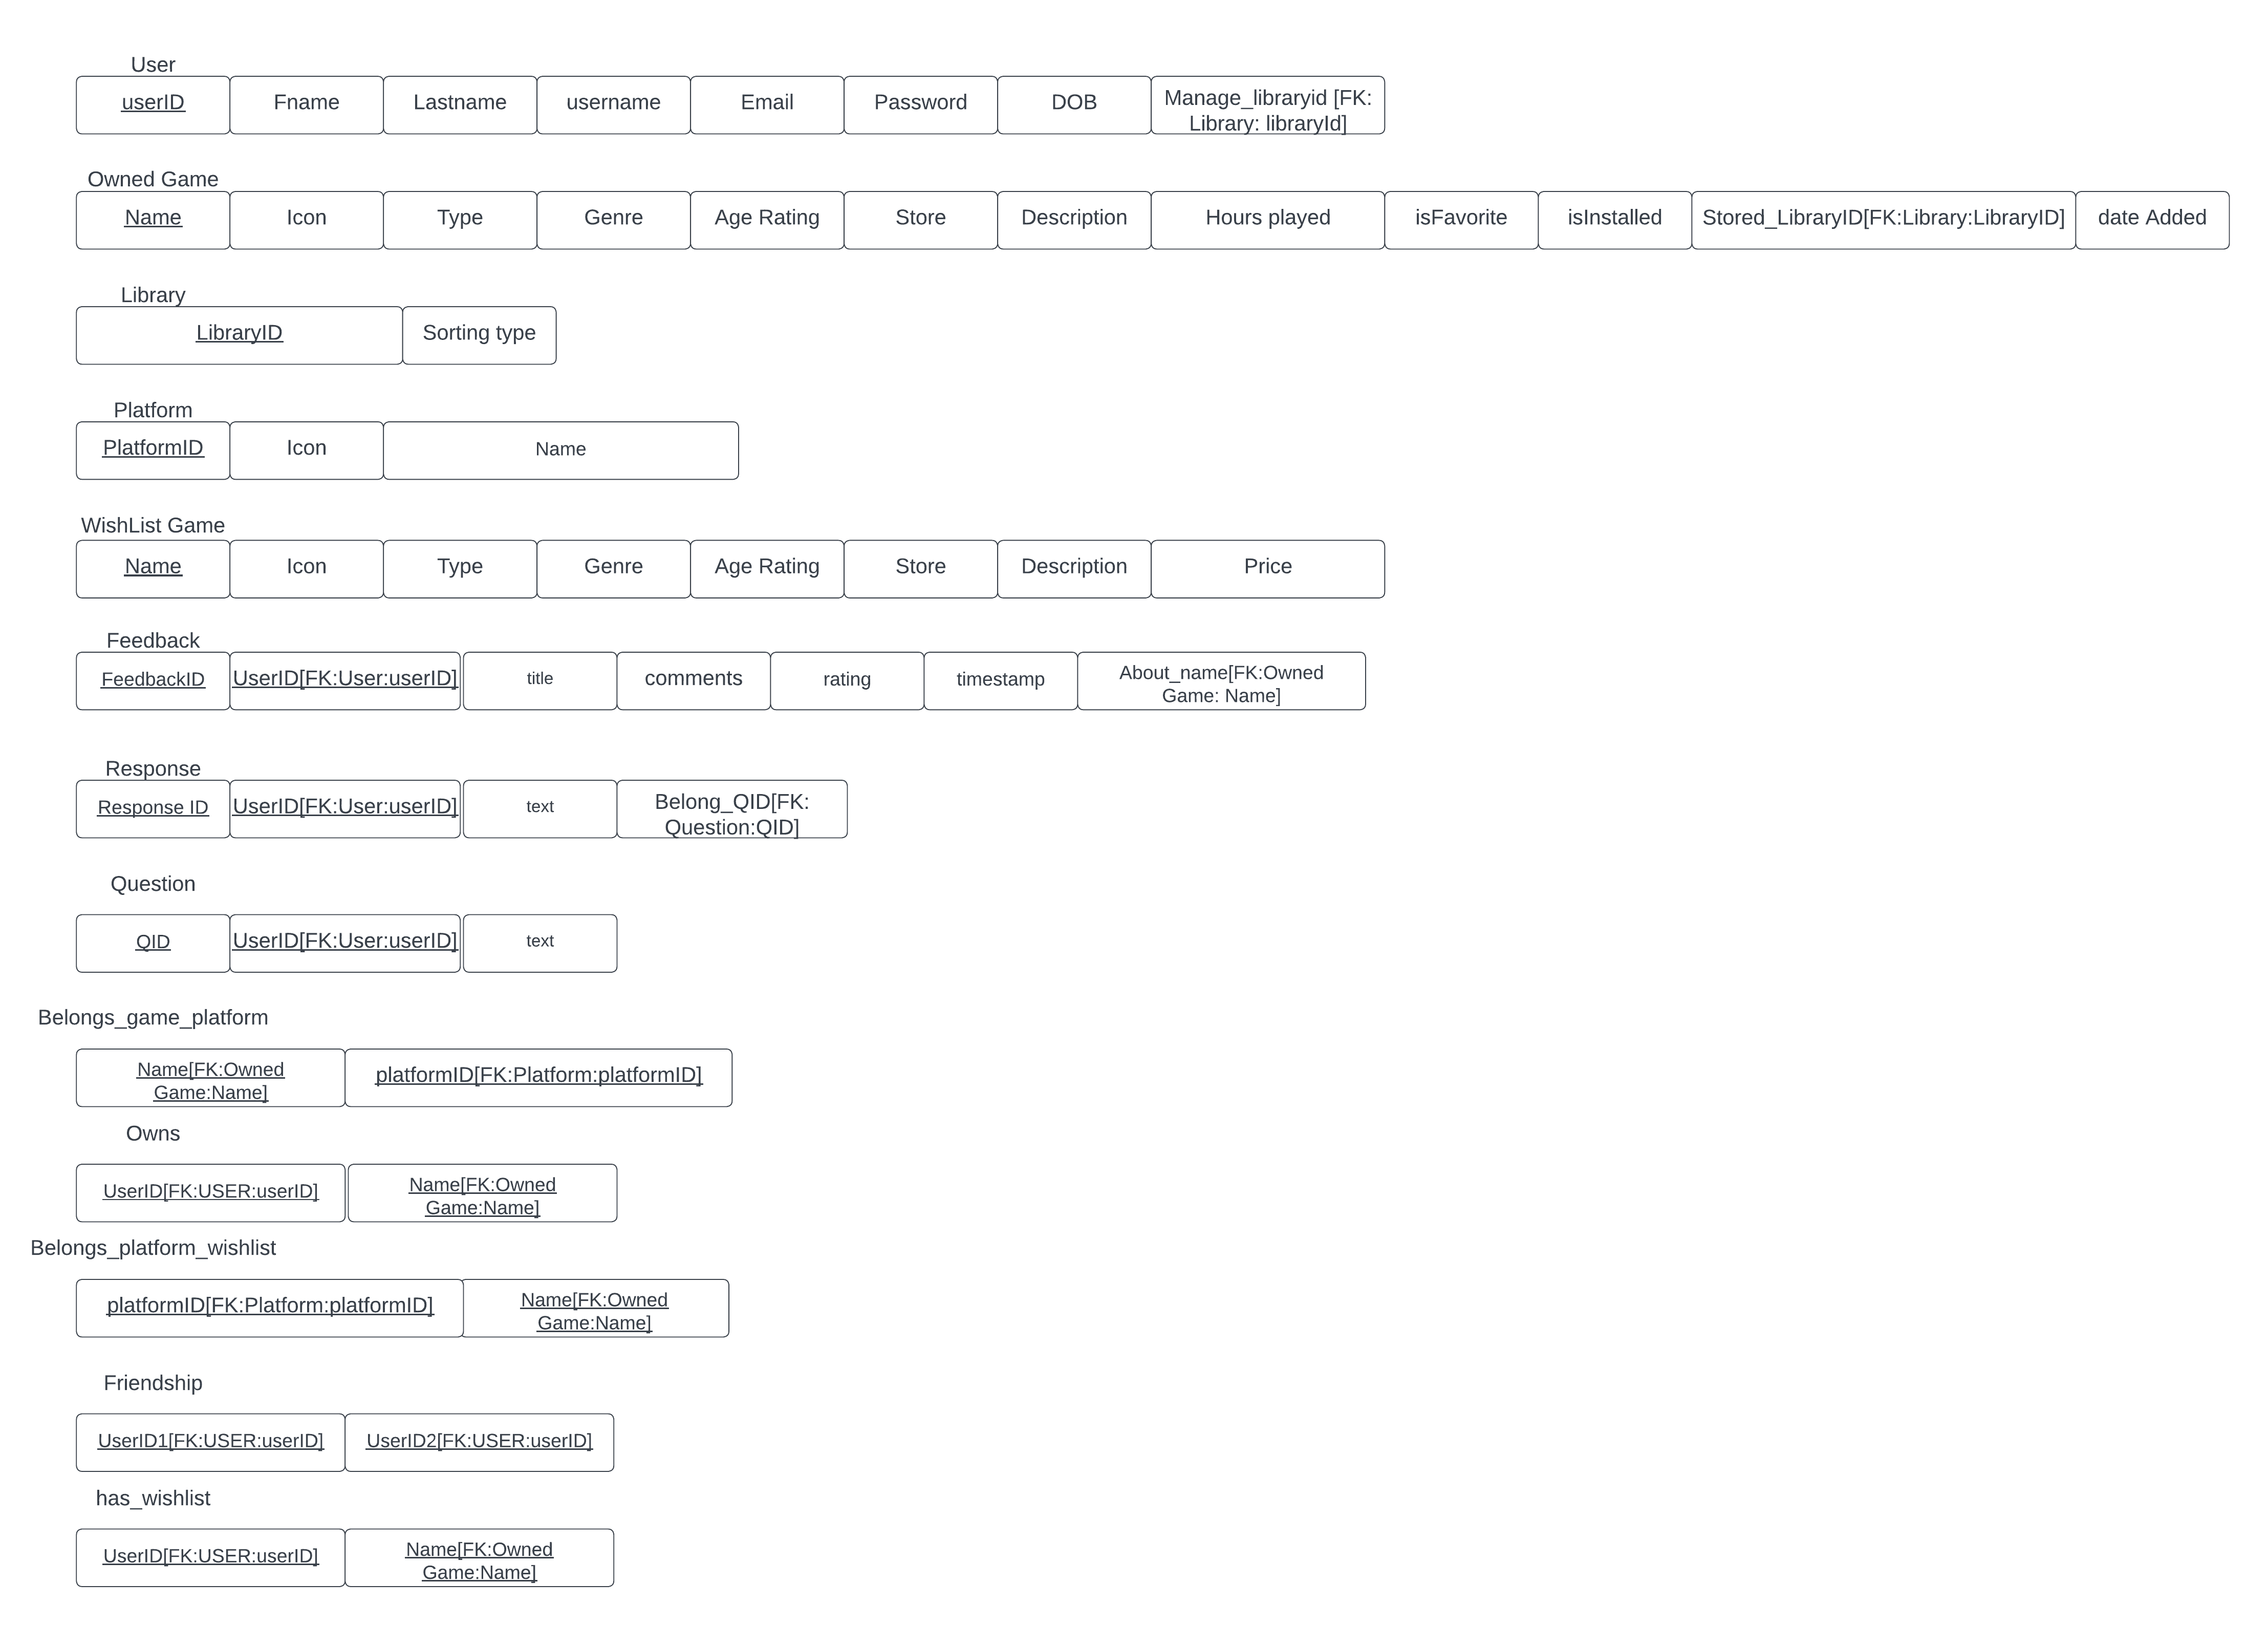 User
userID Fname Lastname username Email Password DOB Manage_libraryid [FK:
Library: libraryId]
Owned Game
Name Icon Type Genre Age Rating Store Description Hours played isFavorite isInstalled Stored_LibraryID[FK:Library:LibraryID] date Added
Library
LibraryID Sorting type
Platform
PlatformID Icon Name
WishList Game
Name Icon Type Genre Age Rating Store Description Price
Feedback
FeedbackID UserID[FK:User:userID] title comments rating timestamp About_name[FK:Owned
Game: Name]
Response
Response ID UserID[FK:User:userID] text Belong_QID[FK:
Question:QID]
Question
QID UserID[FK:User:userID] text
Belongs_game_platform
Name[FK:Owned
Game:Name] platformID[FK:Platform:platformID]
Owns
UserID[FK:USER:userID] Name[FK:Owned
Game:Name]
Belongs_platform_wishlist
platformID[FK:Platform:platformID] Name[FK:Owned
Game:Name]
Friendship
UserID1[FK:USER:userID] UserID2[FK:USER:userID]
has_wishlist
UserID[FK:USER:userID] Name[FK:Owned
Game:Name]